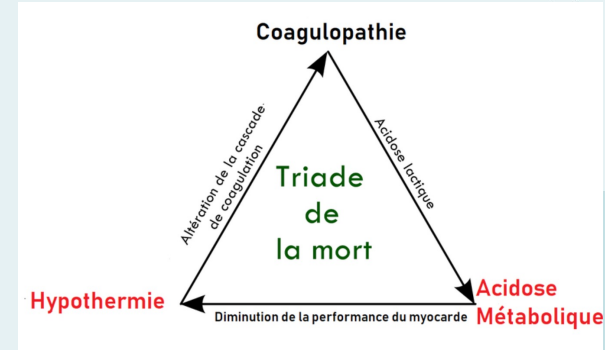 Coagulopathie
Altération de la cascade
de coagulation
Acidose lactique
Triade
de
la mort
Hypothermie
Acidose
Métabolique
Diminution de la performance du myocarde